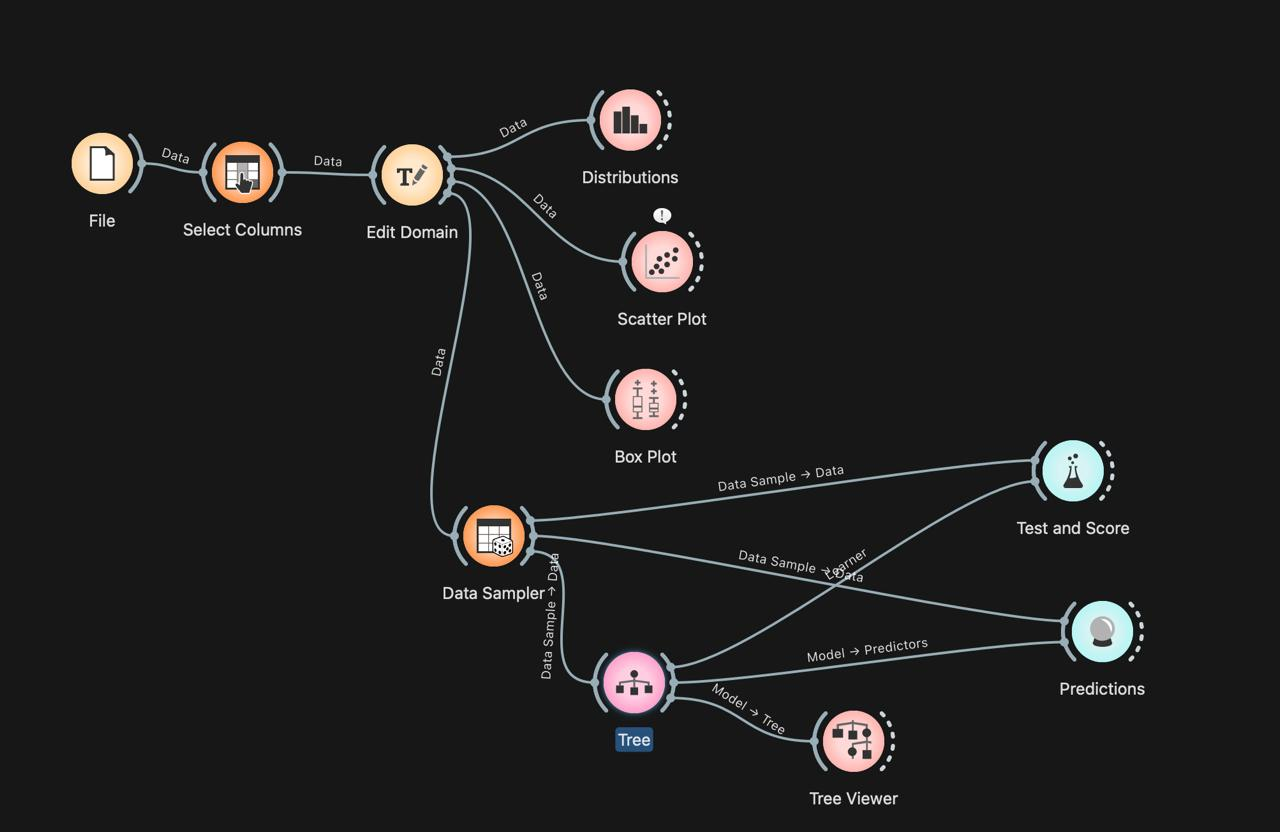 Data
Distributions
Data
Data
File
Select Columns
Edit Domain
Data
!
Scatter Plot
Data
Data
Box Plot
Data Sample → Data
Test and Score
Data Sampler
Data Sample → Data
Learner
Data Sample → Data
Model → Predictors
Predictions
Model → Tree
Tree
Tree Viewer